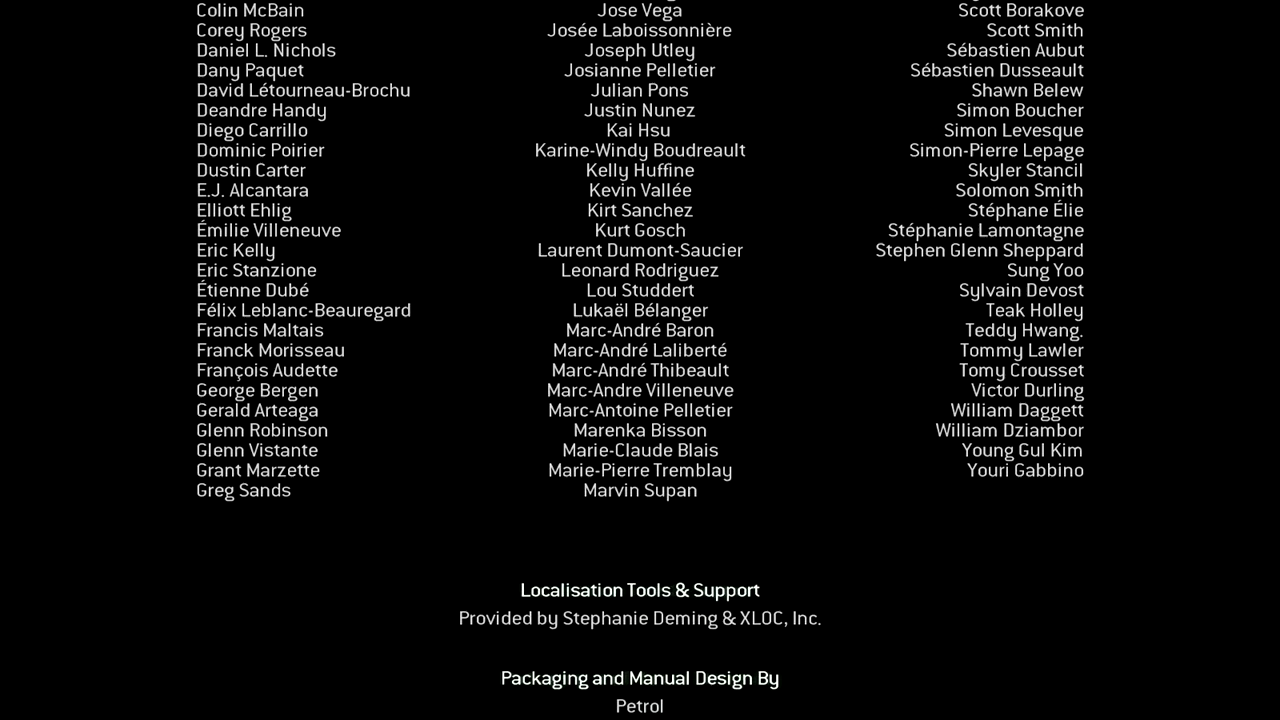 Colin McBain
Corey Rogers
Daniel L. Nichols
Dany Paquet
David Létourneau-Brochu
Deandre Handy
Diego Carrillo
Dominic Poirier
Dustin Carter
E.J. Alcantara
Elliott Ehlig
Émilie Villeneuve
Eric Kelly
Eric Stanzione
Étienne Dubé
Félix Leblanc-Beauregard
Francis Maltais
Franck Morisseau
François Audette
George Bergen
Gerald Arteaga
Glenn Robinson
Glenn Vistante
Grant Marzette
Greg Sands
Jose Vega
Josée Laboissonnière
Joseph Utley
Josianne Pelletier
Julian Pons
Justin Nunez
Kai Hsu
Karine-Windy Boudreault
Kelly Huffine
Kevin Vallée
Kirt Sanchez
Kurt Gosch
Laurent Dumont-Saucier
Leonard Rodriguez
Lou Studdert
Lukaël Bélanger
Marc-André Baron
Marc-André Laliberté
Marc-André Thibeault
Marc-Andre Villeneuve
Marc-Antoine Pelletier
Marenka Bisson
Marie-Claude Blais
Marie-Pierre Tremblay
Marvin Supan
Scott Borakove
Scott Smith
Sébastien Aubut
Sébastien Dusseault
Shawn Belew
Simon Boucher
Simon Levesque
Simon-Pierre Lepage
Skyler Stancil
Solomon Smith
Stéphane Élie
Stéphanie Lamontagne
Stephen Glenn Sheppard
Sung Yoo
Sylvain Devost
Teak Holley
Teddy Hwang.
Tommy Lawler
Tomy Crousset
Victor Durling
William Daggett
William Dziambor
Young Gul Kim
Youri Gabbino
Localisation Tools & Support
Provided by Stephanie Deming & XLOC, Inc.
Packaging and Manual Design By
Petrol